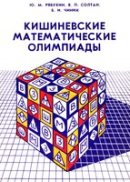 Ю. М. РЯБУХИН, В. П. СОЛТАН,
Б. И. ЧИНИК
КИШИНЕВСКИЕ
МАТЕМАТИЧЕСКИЕ
ОЛИМПИАДЫ